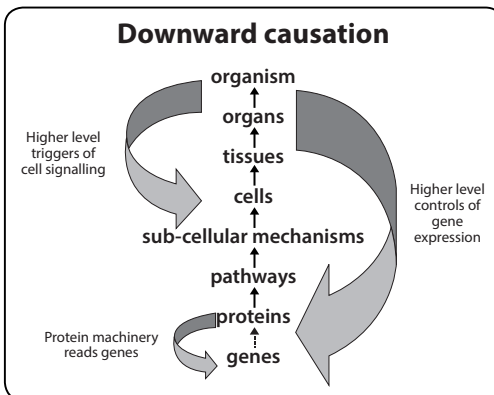 Downward causation
organism
organs
tissues
cells
sub-cellular mechanisms
pathways
proteins
genes
Higher level
triggers of
cell signalling
Higher level
controls of
gene
expression
Protein machinery
reads genes